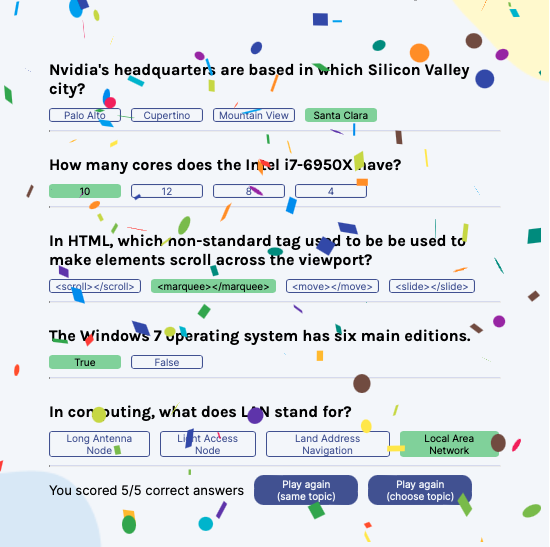 Nvidia's headquarters are based in which Silicon Valley
city?
Palo Alto Cupertino Mountain View Santa Clara
How many cores does the Intel i7-6950X have?
10 12 8 4
In HTML, which non-standard tag used to be be used to
make elements scroll across the viewport?
<scroll></scroll> <marquee></marquee> <move></move> <slide></slide>
The Windows 7 operating system has six main editions.
True False
In computing, what does LAN stand for?
Long Antenna Light Access Land Address Local Area
Node Node Navigation Network
You scored 5/5 correct answers
Play again Play again
(same topic) (choose topic)